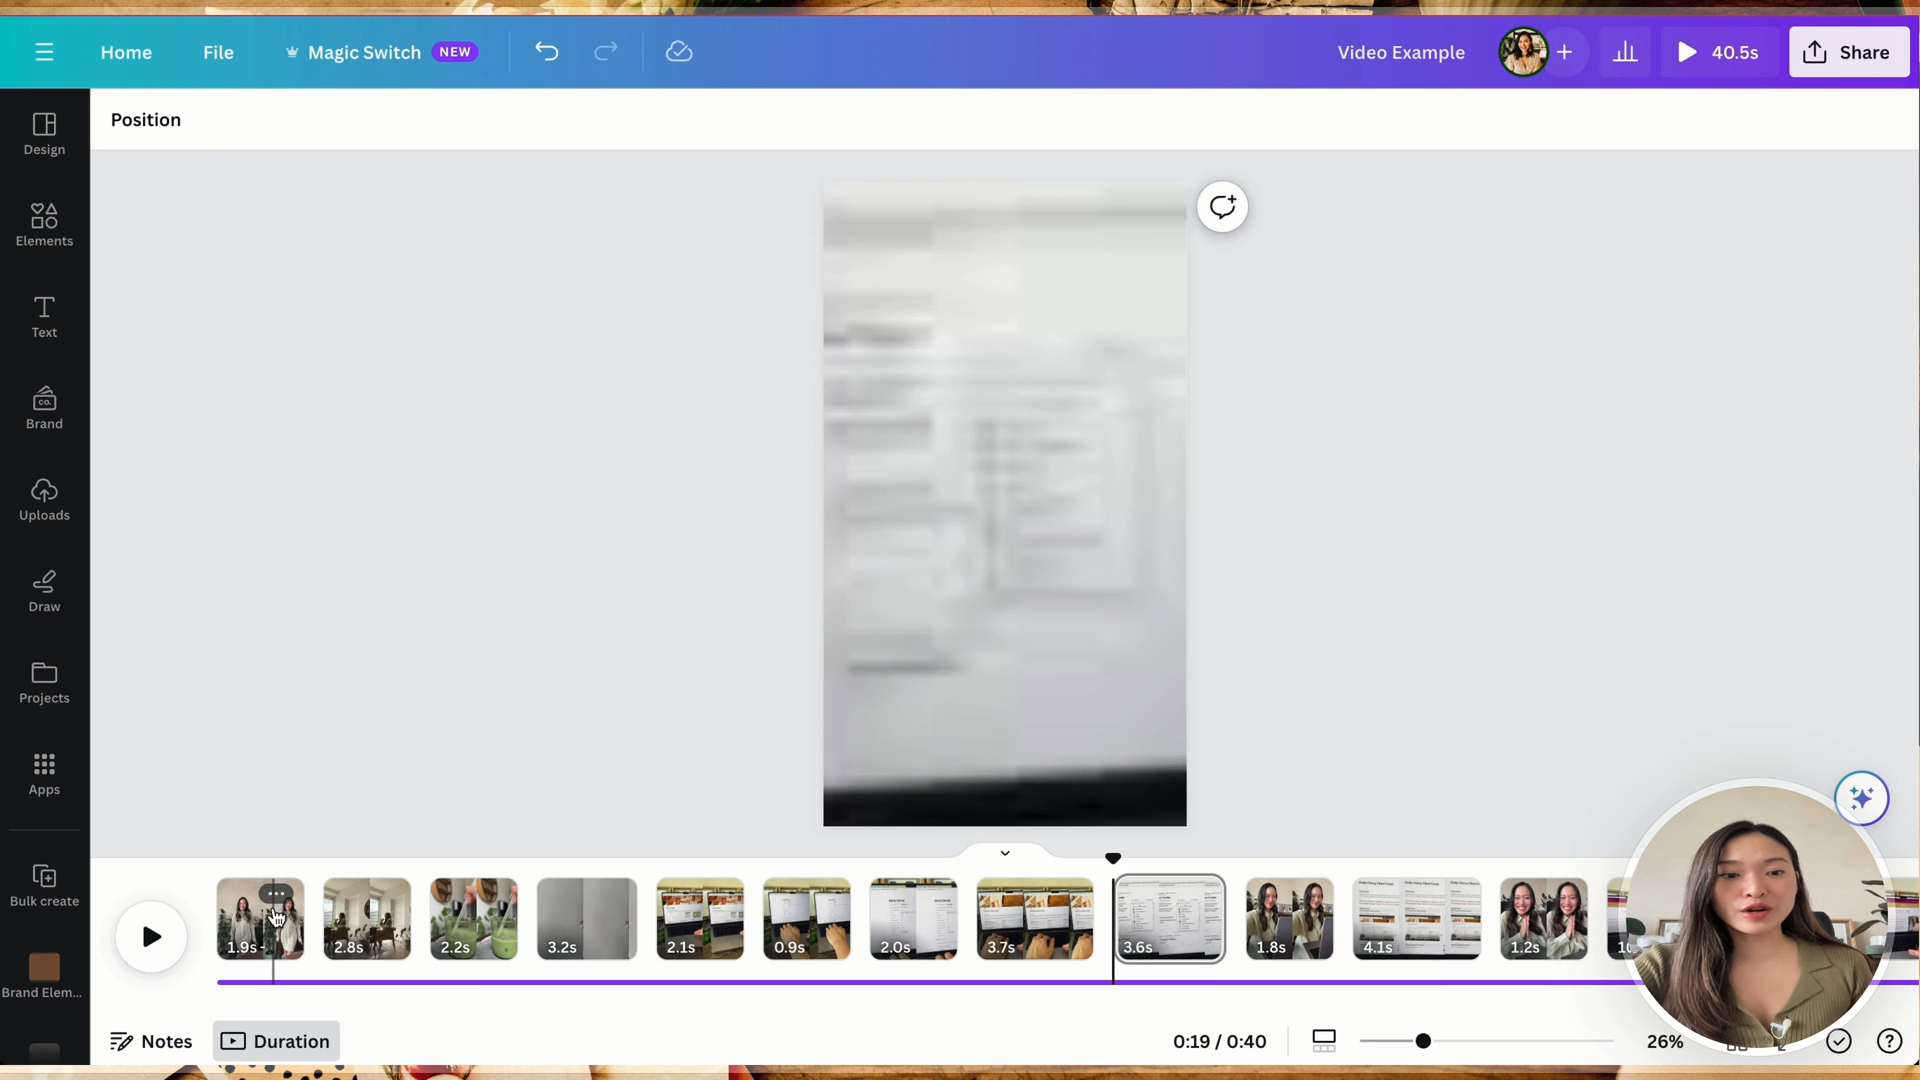 Home
File
Magic Switch
NEW
Video Example
40.5s
Share
Position
Design
Elements
Text
CO.
Brand
Uploads
Draw
Projects
Apps
Bulk create
Brand Elem...
1.9s
2.8s
2.2s
3.2s
2.1s
0.9s
2.0s
3.7s
3.6s
1.8s
4.1s
1.2s
Notes
Duration
0:19 / 0:40
26%